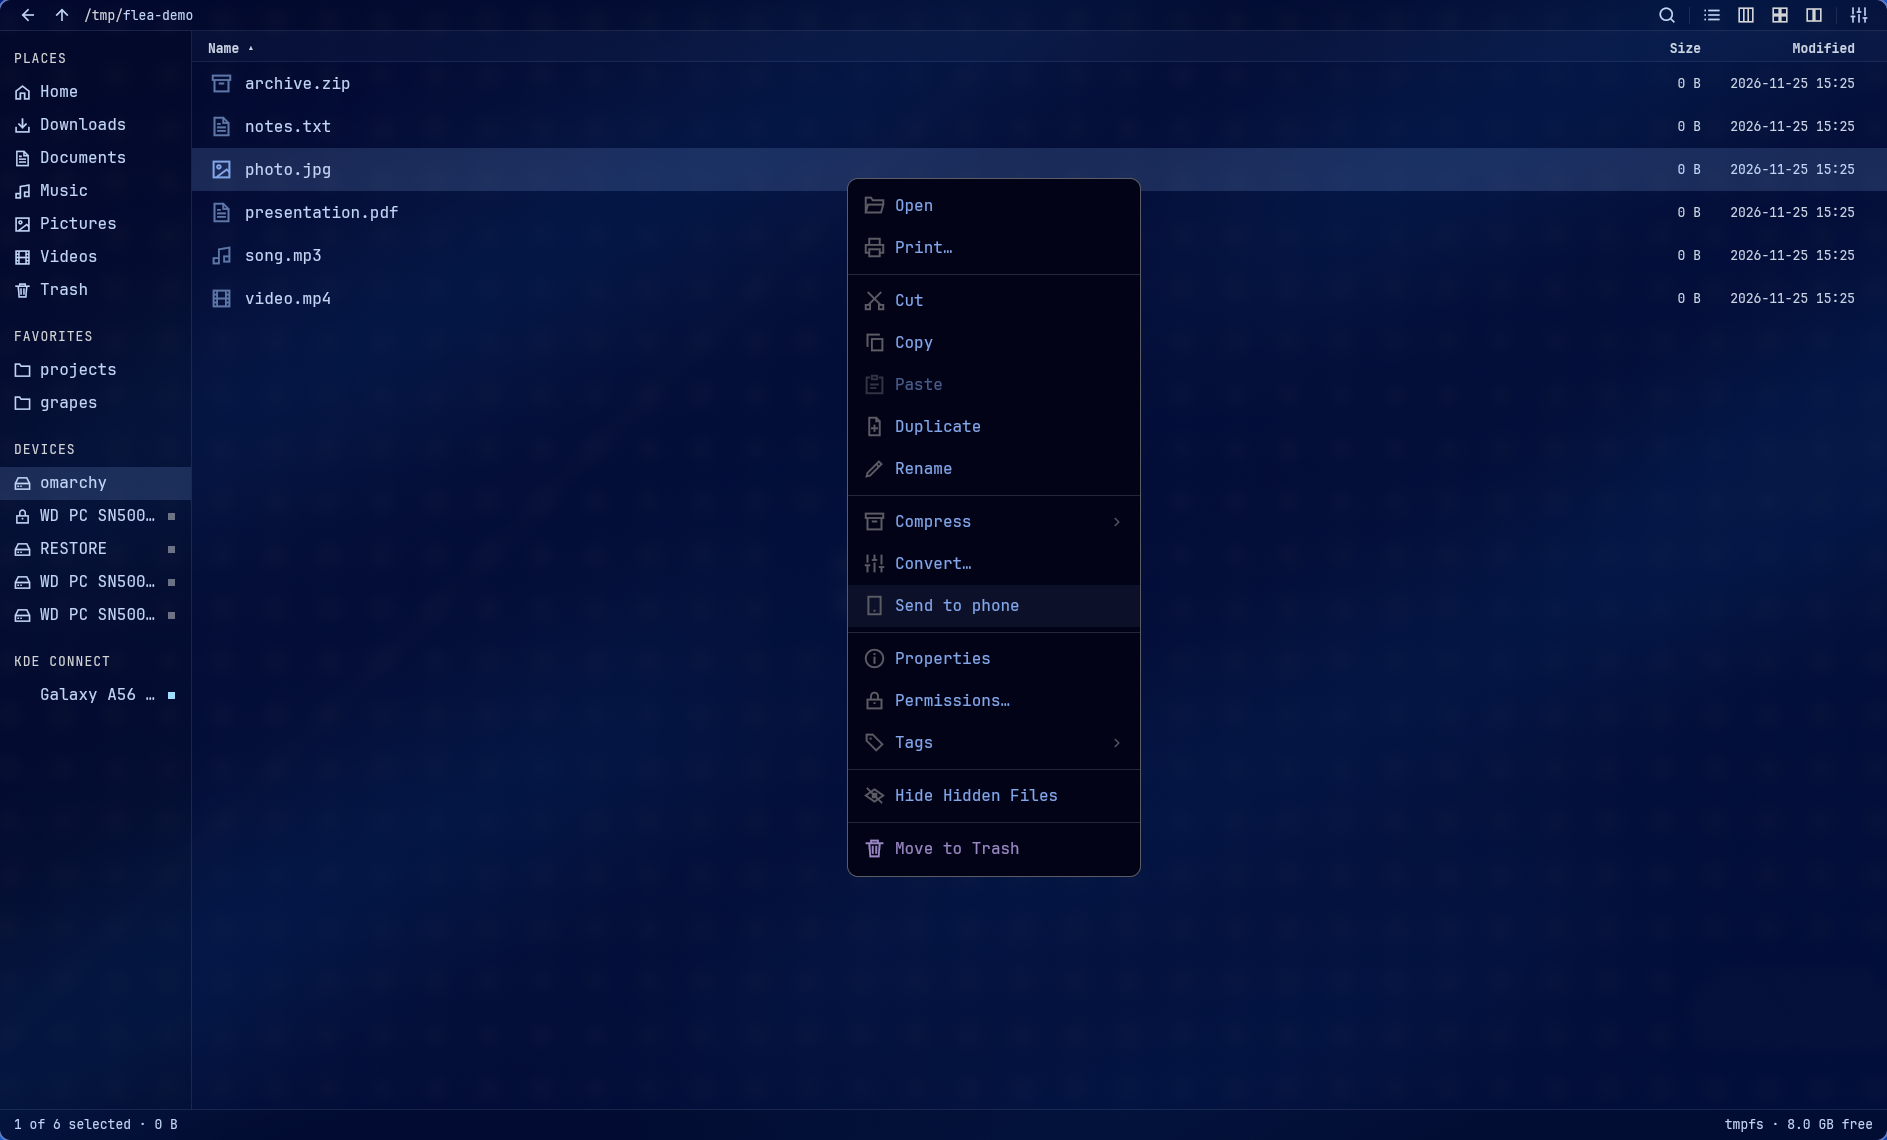 /tmp/flea-demo
PLACES
Home
Downloads
Documents
Music
Pictures
Videos
Trash
FAVORITES
projects
grapes
DEVICES
omarchy
WD PC SN500…
RESTORE
WD PC SN500…
WD PC SN500…
KDE CONNECT
Galaxy A56 …
Name Size Modified
archive.zip 0 B 2026-11-25 15:25
notes.txt 0 B 2026-11-25 15:25
photo.jpg 0 B 2026-11-25 15:25
presentation.pdf 0 B 2026-11-25 15:25
song.mp3 0 B 2026-11-25 15:25
video.mp4 0 B 2026-11-25 15:25
Open
Print…
Cut
Copy
Paste
Duplicate
Rename
Compress
Convert…
Send to phone
Properties
Permissions…
Tags
Hide Hidden Files
Move to Trash
1 of 6 selected · 0 B
tmpfs · 8.0 GB free